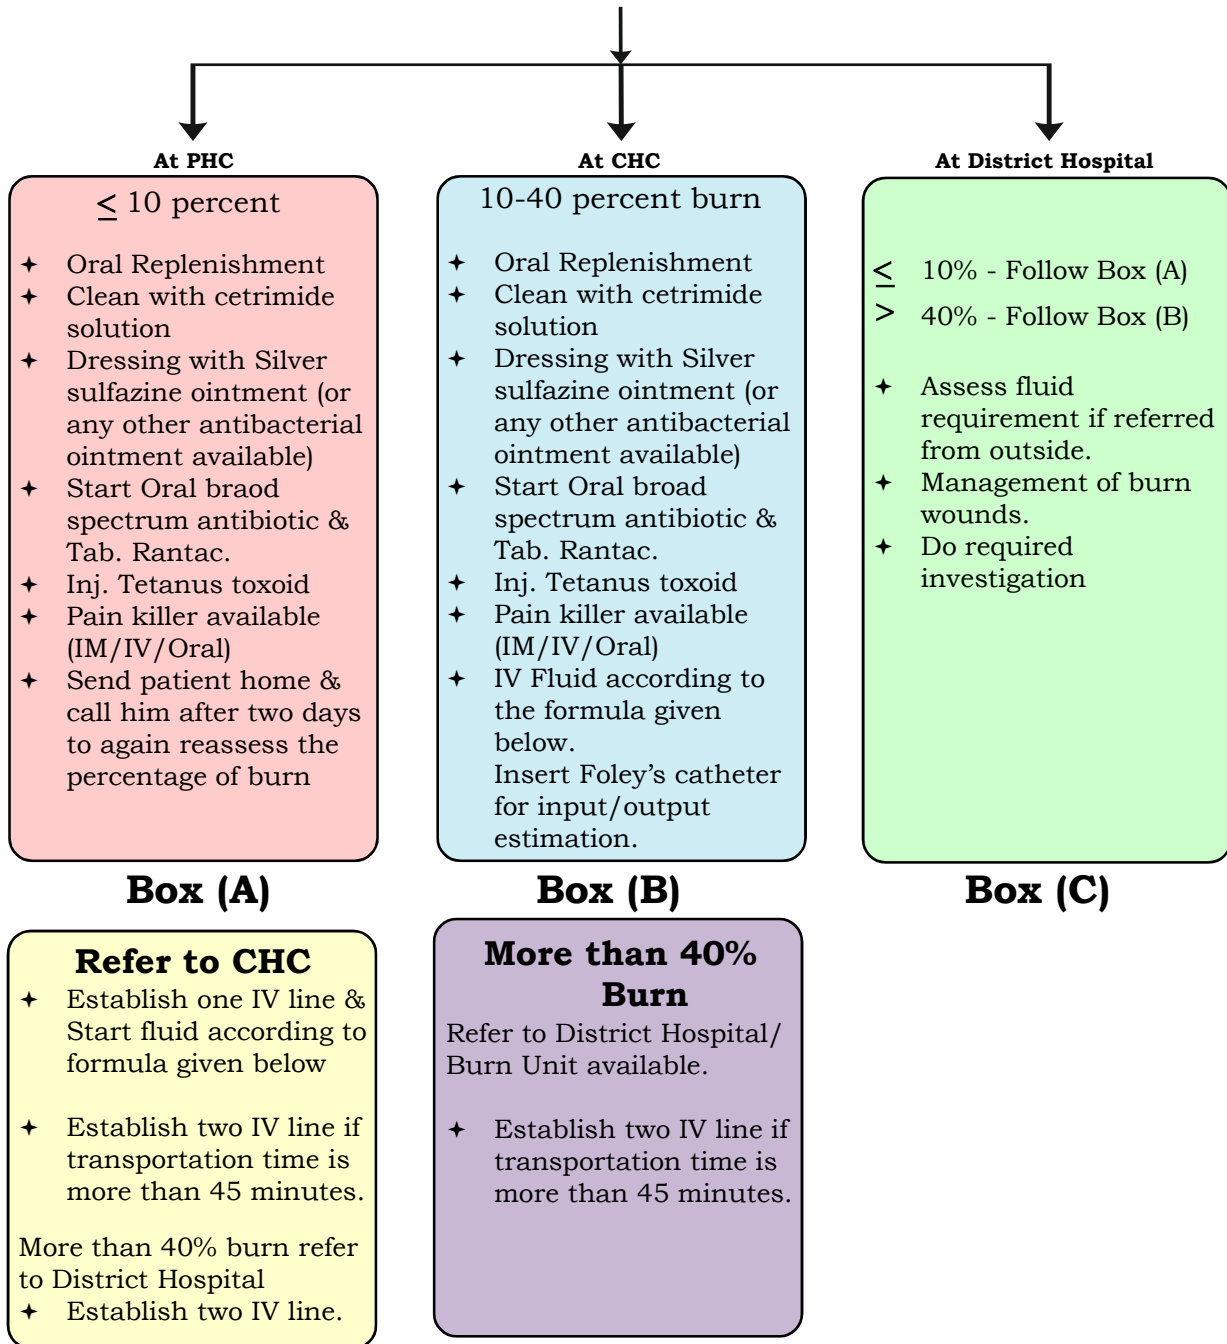 At PHC
≤ 10 percent
✦ Oral Replenishment
✦ Clean with cetrimide
solution
✦ Dressing with Silver
sulfazine ointment (or
any other antibacterial
ointment available)
✦ Start Oral braod
spectrum antibiotic &
Tab. Rantac.
✦ Inj. Tetanus toxoid
✦ Pain killer available
(IM/IV/Oral)
✦ Send patient home &
call him after two days
to again reassess the
percentage of burn
Box (A)
Refer to CHC
✦ Establish one IV line &
Start fluid according to
formula given below
✦ Establish two IV line if
transportation time is
more than 45 minutes.
More than 40% burn refer
to District Hospital
✦ Establish two IV line.
At CHC
10-40 percent burn
✦ Oral Replenishment
✦ Clean with cetrimide
solution
✦ Dressing with Silver
sulfazine ointment (or
any other antibacterial
ointment available)
✦ Start Oral broad
spectrum antibiotic &
Tab. Rantac.
✦ Inj. Tetanus toxoid
✦ Pain killer available
(IM/IV/Oral)
✦ IV Fluid according to
the formula given
below.
Insert Foley's catheter
for input/output
estimation.
Box (B)
More than 40%
Burn
Refer to District Hospital/
Burn Unit available.
✦ Establish two IV line if
transportation time is
more than 45 minutes.
At District Hospital
≤ 10% - Follow Box (A)
> 40% - Follow Box (B)
✦ Assess fluid
requirement if referred
from outside.
✦ Management of burn
wounds.
✦ Do required
investigation
Box (C)